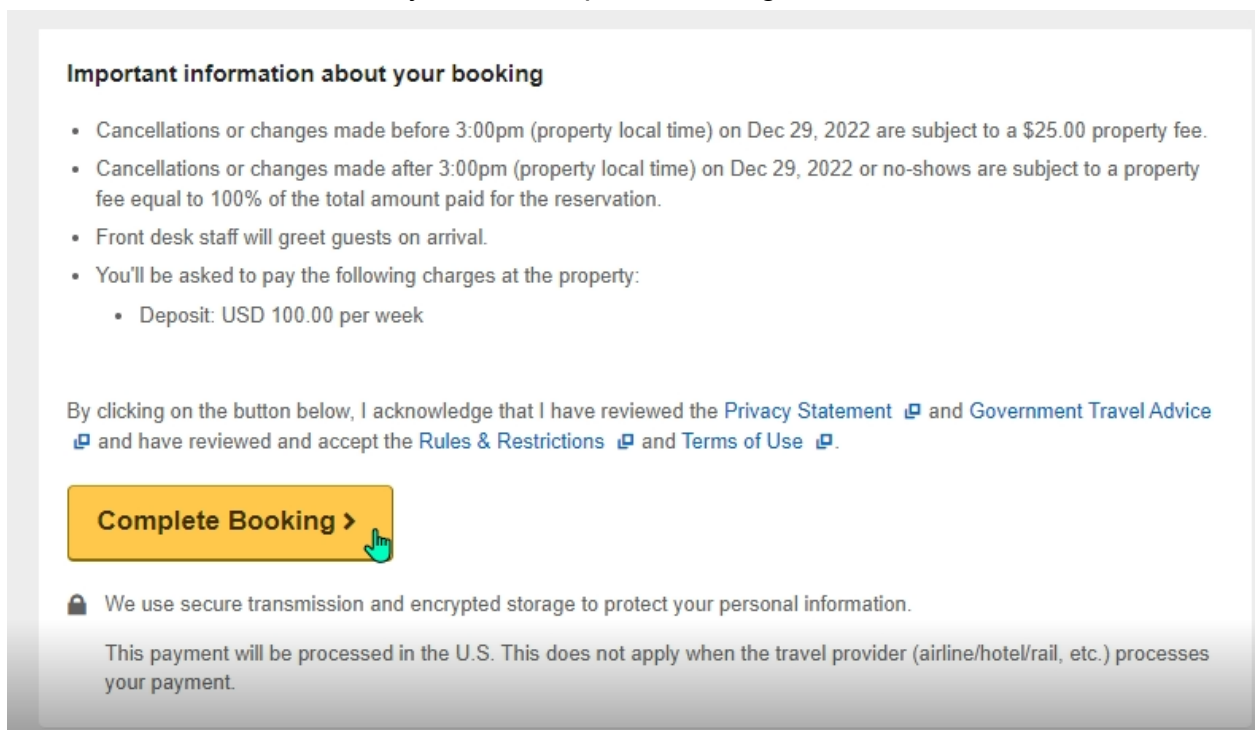 Important information about your booking
• Cancellations or changes made before 3:00pm (property local time) on Dec 29, 2022 are subject to a $25.00 property fee.
• Cancellations or changes made after 3:00pm (property local time) on Dec 29, 2022 or no-shows are subject to a property
fee equal to 100% of the total amount paid for the reservation.
• Front desk staff will greet guests on arrival.
• You'll be asked to pay the following charges at the property:
• Deposit: USD 100.00 per week
By clicking on the button below, I acknowledge that I have reviewed the Privacy Statement and Government Travel Advice
and have reviewed and accept the Rules & Restrictions and Terms of Use .
Complete Booking >
We use secure transmission and encrypted storage to protect your personal information.
This payment will be processed in the U.S. This does not apply when the travel provider (airline/hotel/rail, etc.) processes
your payment.